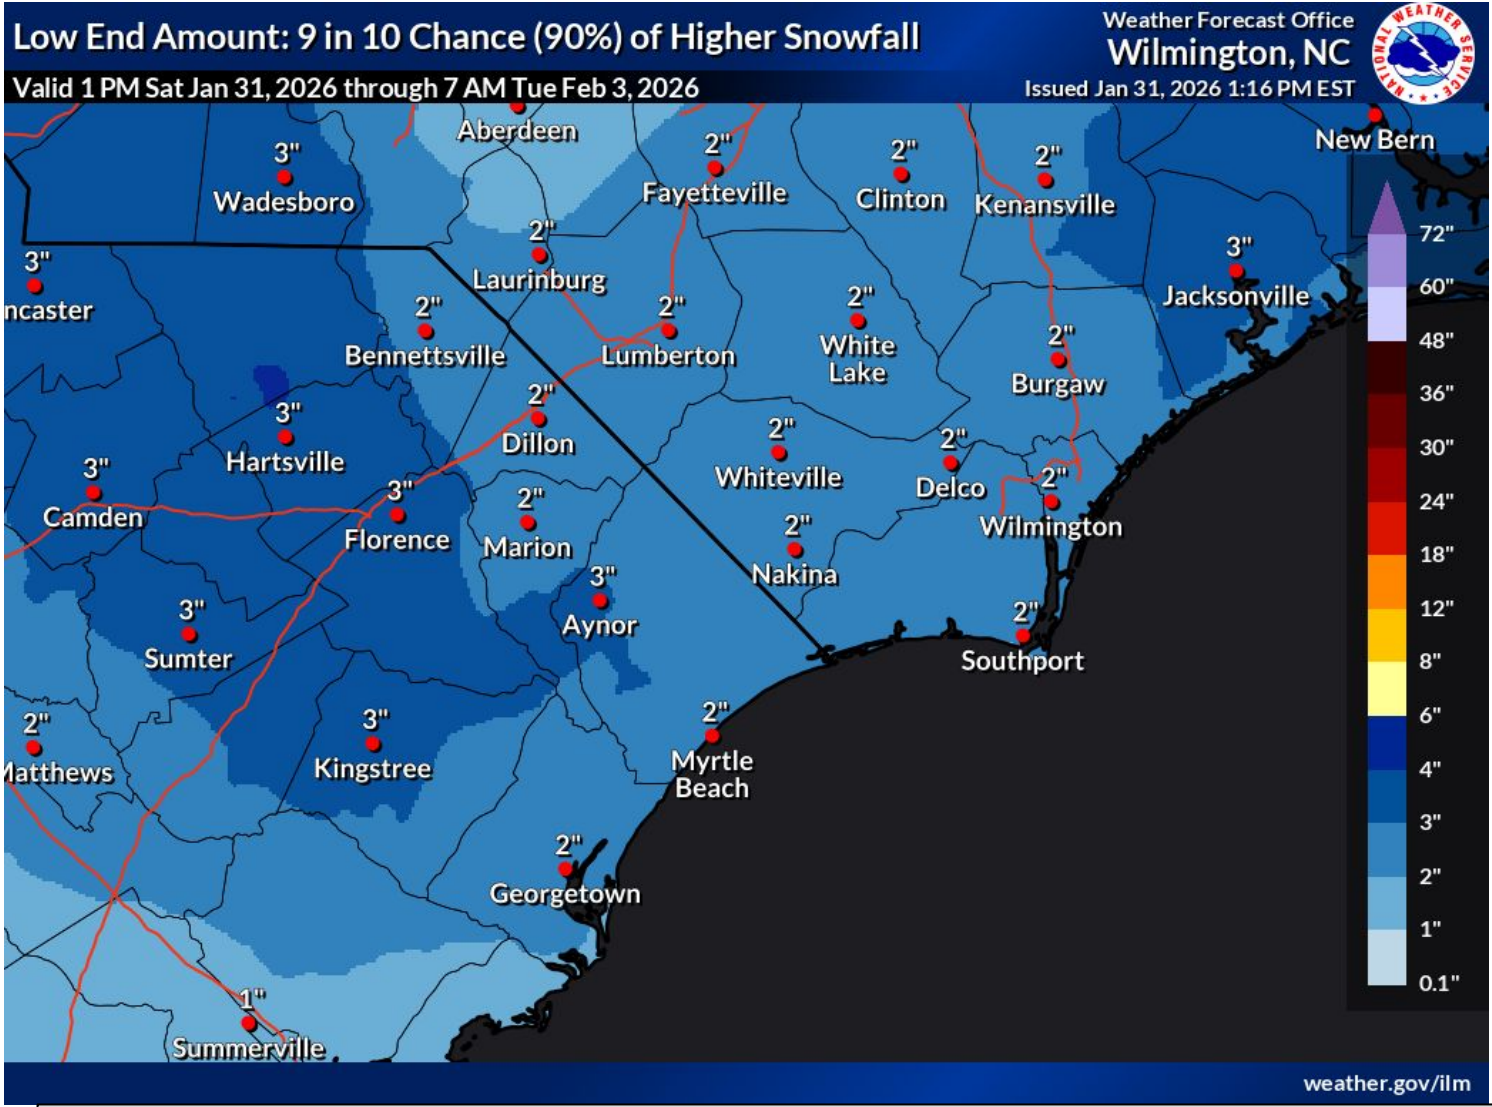 Low End Amount: 9 in 10 Chance (90%) of Higher Snowfall
Valid 1 PM Sat Jan 31, 2026 through 7 AM Tue Feb 3, 2026
Weather Forecast Office
Wilmington, NC
Issued Jan 31, 2026 1:16 PM EST
NATIONAL WEATHER SERVICE
Aberdeen
New Bern
3"
Wadesboro
2"
Fayetteville
2"
Clinton
2"
Kenansville
3"
ncaster
2"
Laurinburg
3"
Jacksonville
2"
Bennettsville
2"
Lumberton
2"
White
Lake
2"
Burgaw
3"
Hartsville
2"
Dillon
3"
Camden
3"
Florence
2"
Marion
2"
Whiteville
2"
Delco
2"
Wilmington
2"
Nakina
3"
Sumter
3"
Aynor
2"
Southport
2"
Matthews
3"
Kingstree
2"
Myrtle
Beach
2"
Georgetown
1"
Summerville
72"
60"
48"
36"
30"
24"
18"
12"
8"
6"
4"
3"
2"
1"
0.1"
weather.gov/ilm